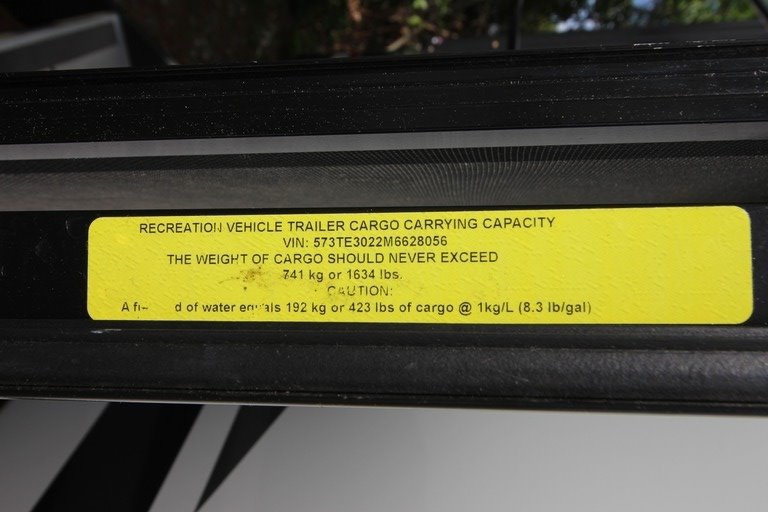 RECREATION VEHICLE TRAILER CARGO CARRYING CAPACITY
VIN: 573TE3022M6628056
THE WEIGHT OF CARGO SHOULD NEVER EXCEED
741 kg or 1634 lbs.
CAUTION:
A d of water equals 192 kg or 423 lbs of cargo @ 1kg/L (8.3 lb/gal)